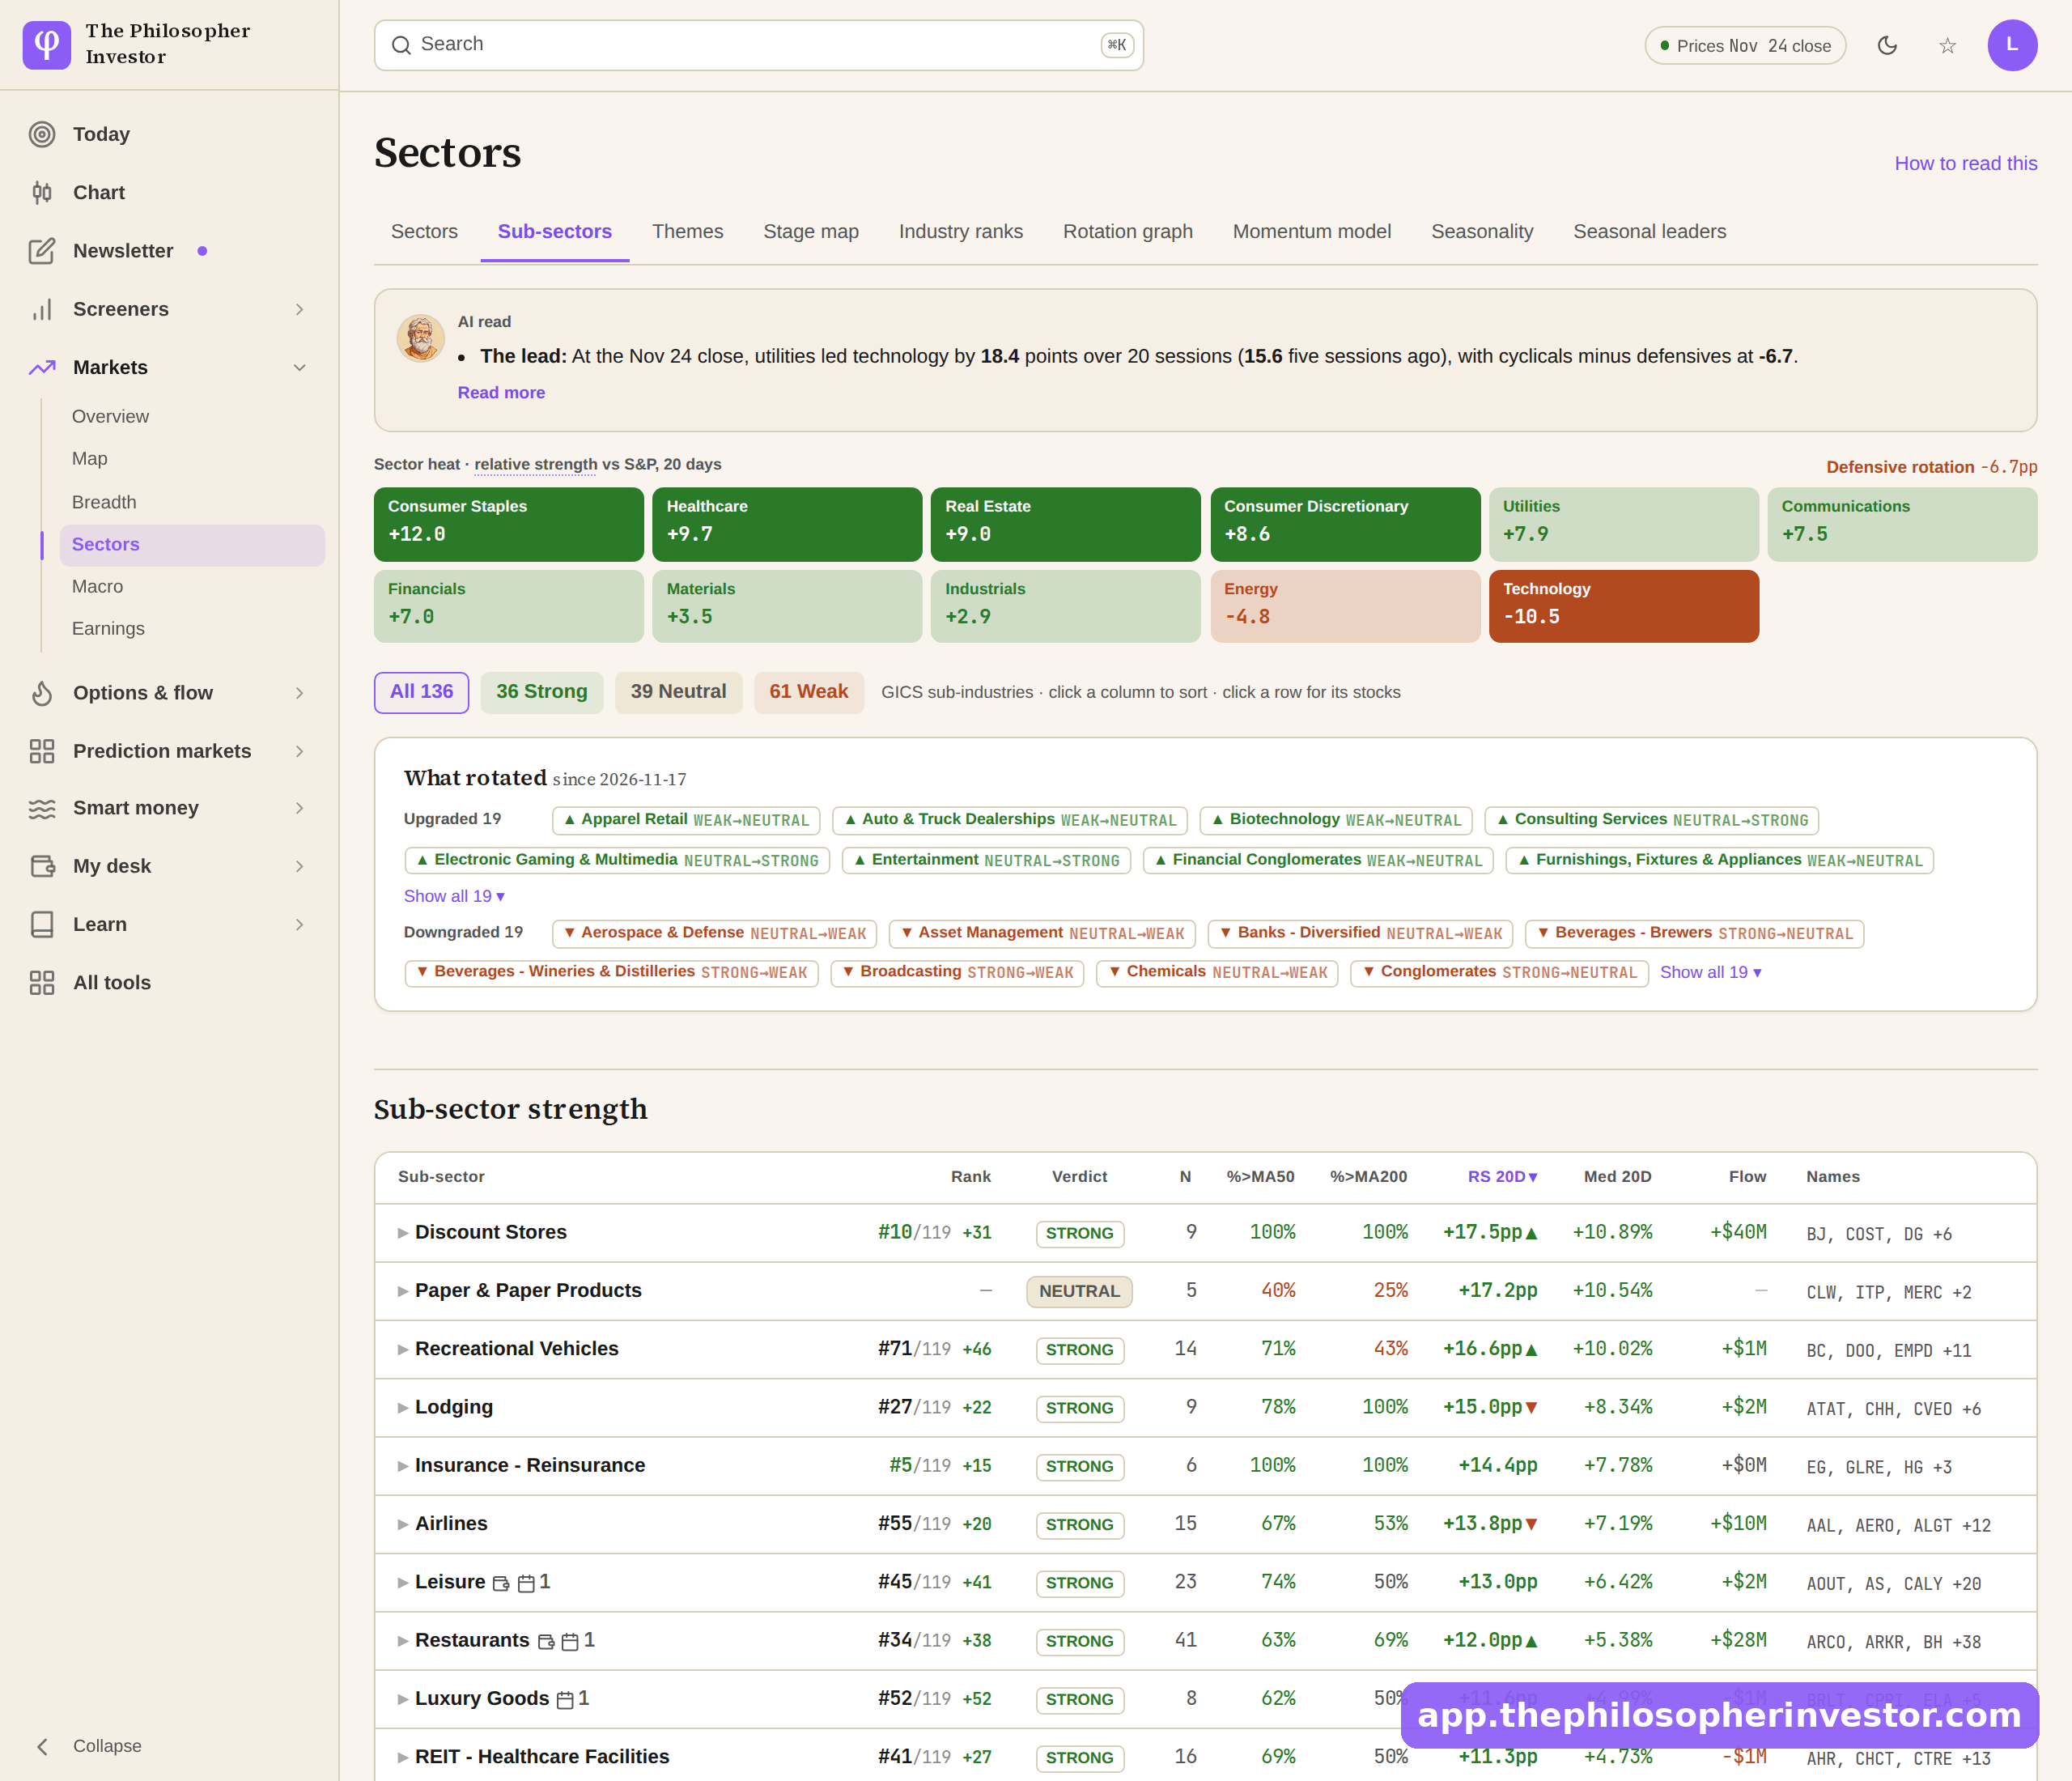 The Philosopher
Investor
Search
⌘K
Prices Nov 24 close
L
Today
Chart
Newsletter
Screeners
Markets
Overview
Map
Breadth
Sectors
Macro
Earnings
Options & flow
Prediction markets
Smart money
My desk
Learn
All tools
Collapse
Sectors
How to read this
Sectors Sub-sectors Themes Stage map Industry ranks Rotation graph Momentum model Seasonality Seasonal leaders
AI read
• The lead: At the Nov 24 close, utilities led technology by 18.4 points over 20 sessions (15.6 five sessions ago), with cyclicals minus defensives at -6.7.
Read more
Sector heat · relative strength vs S&P, 20 days
Defensive rotation -6.7pp
Consumer Staples Healthcare Real Estate Consumer Discretionary Utilities Communications
+12.0 +9.7 +9.0 +8.6 +7.9 +7.5
Financials Materials Industrials Energy Technology
+7.0 +3.5 +2.9 -4.8 -10.5
All 136 36 Strong 39 Neutral 61 Weak GICS sub-industries · click a column to sort · click a row for its stocks
What rotated since 2026-11-17
Upgraded 19 ▲ Apparel Retail WEAK→NEUTRAL ▲ Auto & Truck Dealerships WEAK→NEUTRAL ▲ Biotechnology WEAK→NEUTRAL ▲ Consulting Services NEUTRAL→STRONG
▲ Electronic Gaming & Multimedia NEUTRAL→STRONG ▲ Entertainment NEUTRAL→STRONG ▲ Financial Conglomerates WEAK→NEUTRAL ▲ Furnishings, Fixtures & Appliances WEAK→NEUTRAL
Show all 19 ▾
Downgraded 19 ▼ Aerospace & Defense NEUTRAL→WEAK ▼ Asset Management NEUTRAL→WEAK ▼ Banks - Diversified NEUTRAL→WEAK ▼ Beverages - Brewers STRONG→NEUTRAL
▼ Beverages - Wineries & Distilleries STRONG→WEAK ▼ Broadcasting STRONG→WEAK ▼ Chemicals NEUTRAL→WEAK ▼ Conglomerates STRONG→NEUTRAL Show all 19 ▾
Sub-sector strength
Sub-sector Rank Verdict N %>MA50 %>MA200 RS 20D▼ Med 20D Flow Names
▶ Discount Stores #10/119 +31 STRONG 9 100% 100% +17.5pp▲ +10.89% +$40M BJ, COST, DG +6
▶ Paper & Paper Products — NEUTRAL 5 40% 25% +17.2pp +10.54% — CLW, ITP, MERC +2
▶ Recreational Vehicles #71/119 +46 STRONG 14 71% 43% +16.6pp▲ +10.02% +$1M BC, DOO, EMPD +11
▶ Lodging #27/119 +22 STRONG 9 78% 100% +15.0pp▼ +8.34% +$2M ATAT, CHH, CVEO +6
▶ Insurance - Reinsurance #5/119 +15 STRONG 6 100% 100% +14.4pp +7.78% +$0M EG, GLRE, HG +3
▶ Airlines #55/119 +20 STRONG 15 67% 53% +13.8pp▼ +7.19% +$10M AAL, AERO, ALGT +12
▶ Leisure 1 #45/119 +41 STRONG 23 74% 50% +13.0pp +6.42% +$2M AOUT, AS, CALY +20
▶ Restaurants 1 #34/119 +38 STRONG 41 63% 69% +12.0pp▲ +5.38% +$28M ARCO, ARKR, BH +38
▶ Luxury Goods 1 #52/119 +52 STRONG 8 62% 50%
app.thephilosopherinvestor.com
▶ REIT - Healthcare Facilities #41/119 +27 STRONG 16 69% 50% +11.3pp +4.73% -$1M AHR, CHCT, CTRE +13